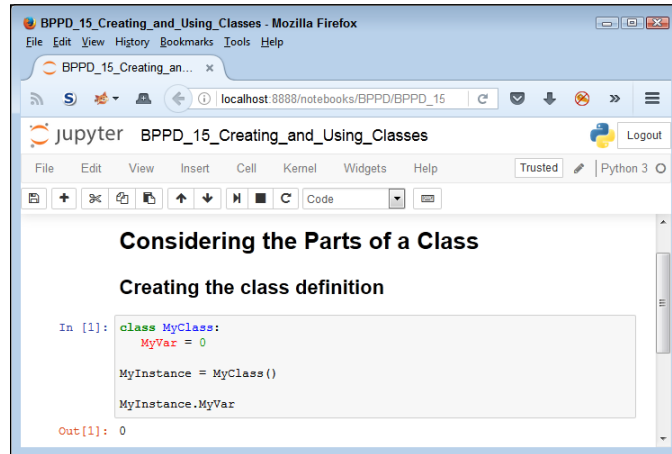 BPPD_15_Creating_and_Using_Classes - Mozilla Firefox
File Edit View History Bookmarks Tools Help
BPPD_15_Creating_an... ×
S) localhost:8888/notebooks/BPPD/BPPD_15 »
jupyter BPPD_15_Creating_and_Using_Classes Logout
File Edit View Insert Cell Kernel Widgets Help Trusted Python 3
Code
Considering the Parts of a Class
Creating the class definition
In [1]: class MyClass:
MyVar = 0
MyInstance = MyClass()
MyInstance.MyVar
Out[1]: 0